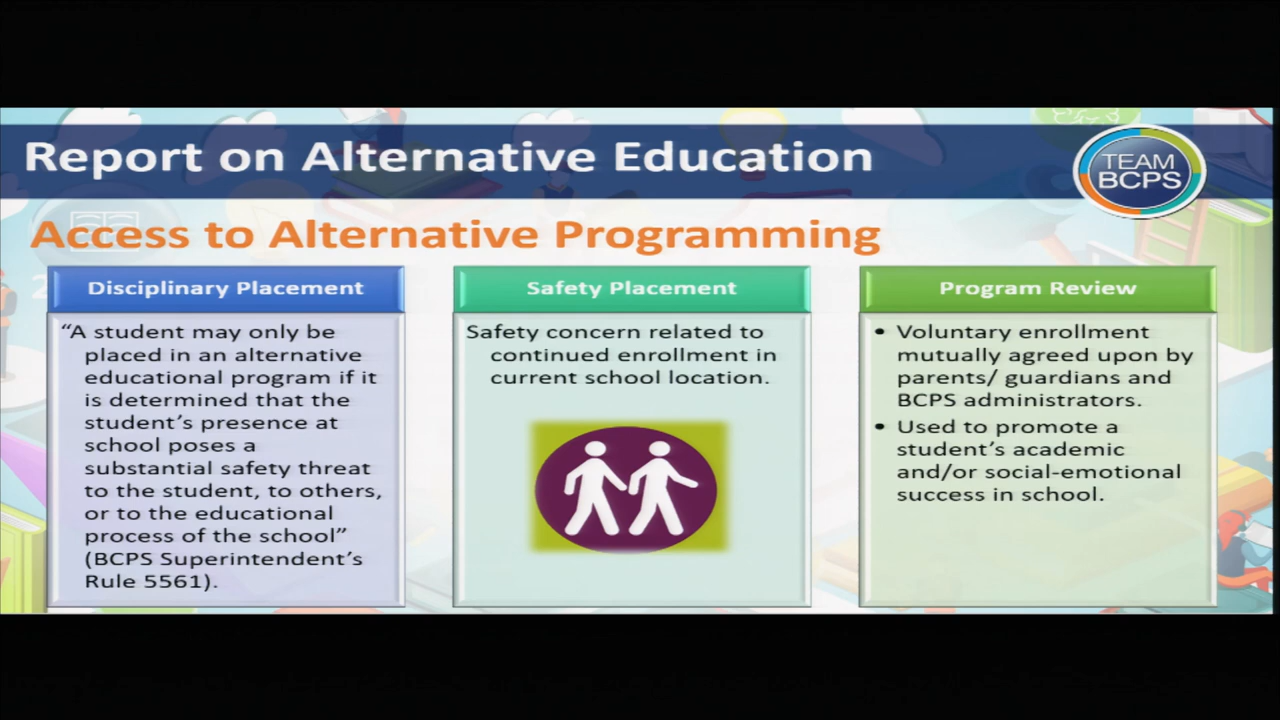 Report on Alternative Education
TEAM
BCPS
Access to Alternative Programming
Disciplinary Placement
“A student may only be
placed in an alternative
educational program if it
is determined that the
student’s presence at
school poses a
substantial safety threat
to the student, to others,
or to the educational
process of the school”
(BCPS Superintendent’s
Rule 5561).
Safety Placement
Safety concern related to
continued enrollment in
current school location.
Program Review
• Voluntary enrollment
mutually agreed upon by
parents/ guardians and
BCPS administrators.
• Used to promote a
student’s academic
and/or social-emotional
success in school.